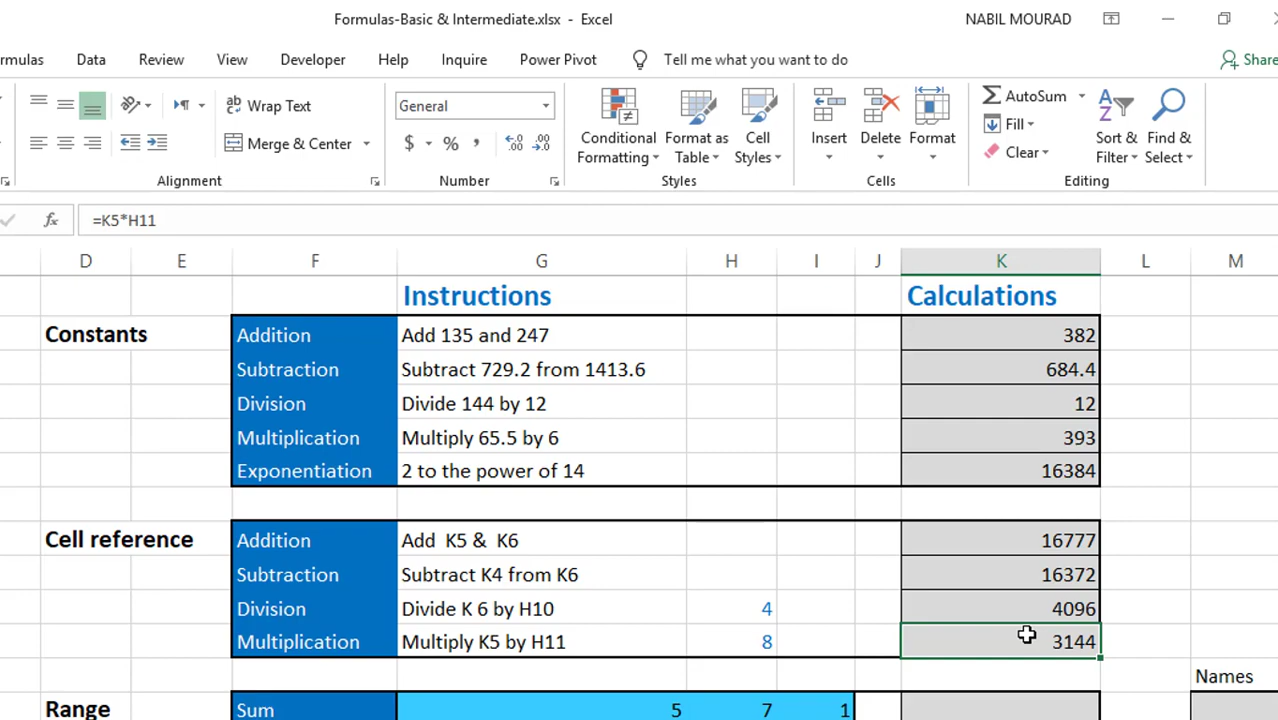 Formulas-Basic & Intermediate.xlsx - Excel NABIL MOURAD
rmulas Data Review View Developer Help Inquire Power Pivot Tell me what you want to do Share
ab Wrap Text General AutoSum
Fill
Merge & Center $ % , Conditional Formatting Format as Table Cell Styles Insert Delete Format Clear Sort & Filter Find & Select
Alignment Number Styles Cells Editing
fx =K5*H11
D E F G H I J K L M
Instructions Calculations
Constants Addition Add 135 and 247 382
Subtraction Subtract 729.2 from 1413.6 684.4
Division Divide 144 by 12 12
Multiplication Multiply 65.5 by 6 393
Exponentiation 2 to the power of 14 16384
Cell reference Addition Add K5 & K6 16777
Subtraction Subtract K4 from K6 16372
Division Divide K 6 by H10 4 4096
Multiplication Multiply K5 by H11 8 3144
Names
Range Sum 5 7 1